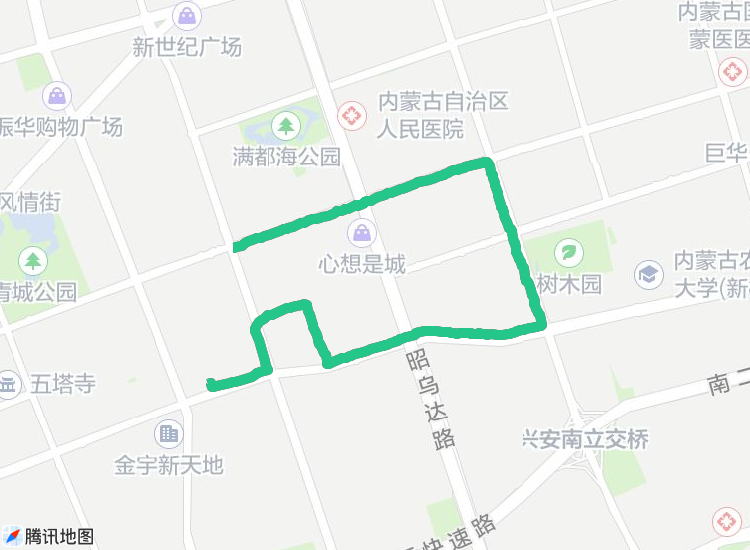 新世纪广场
内蒙古国
蒙医医
内蒙古自治区
人民医院
振华购物广场
满都海公园
巨华
风情街
心想是城
内蒙古农
大学(新
树木园
青城公园
五塔寺
昭乌达路
南二
兴安南立交桥
金宇新天地
快速路
腾讯地图